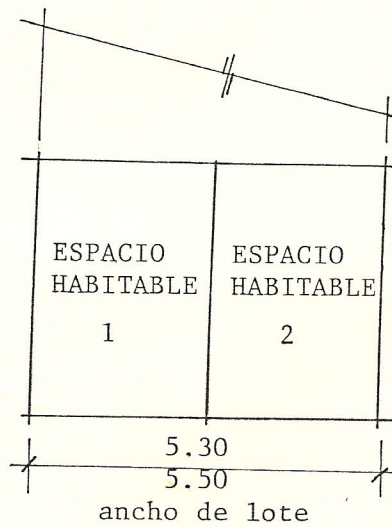 ESPACIO
HABITABLE
1
ESPACIO
HABITABLE
2
5.30
5.50
ancho de lote